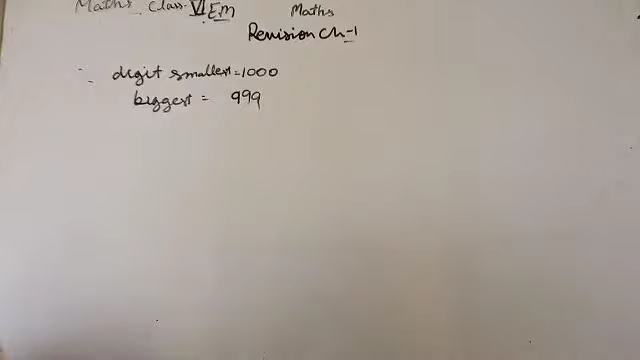 Maths Class VI EM Maths
Revision Ch-1
digit smallest = 1000
biggest = 999